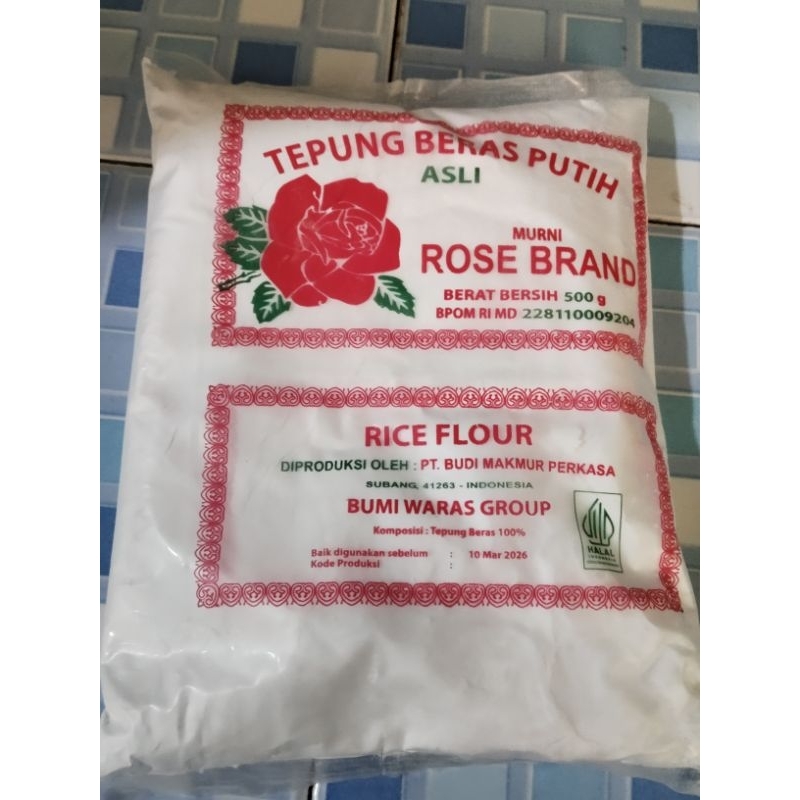 TEPUNG BERAS PUTIH
ASLI
MURNI
ROSE BRAND
BERAT BERSIH 500 g
BPOM RI MD 228110009204
RICE FLOUR
DIPRODUKSI OLEH : PT. BUDI MAKMUR PERKASA
SUBANG, 41263 - INDONESIA
BUMI WARAS GROUP
Komposisi : Tepung Beras 100%
Baik digunakan sebelum : 10 Mar 2026
Kode Produksi :
HALAL
INDONESIA